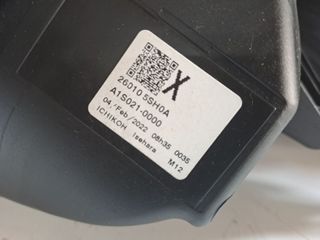 X
26010 5SH0A
A1S021-0000
04/Feb/2022 08h35 0035
ICHIKOH Isehara M12